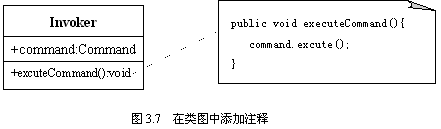 Invoker
+command:Command
+excuteCommand():void
public void executeCommand(){
command.excute();
}
图 3.7 在类图中添加注释